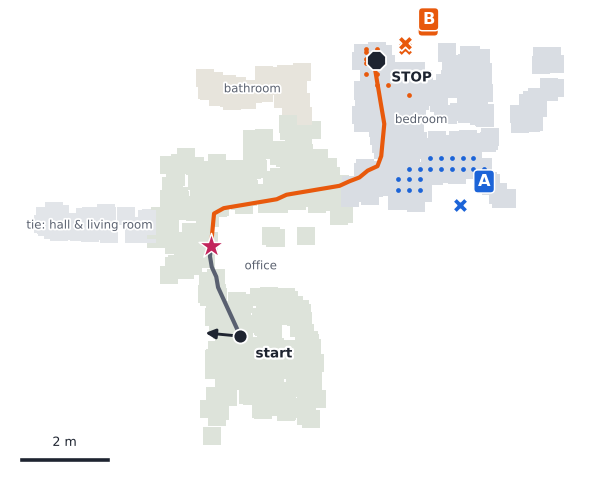 B
STOP
bathroom
bedroom
A
tie: hall & living room
office
start
2 m